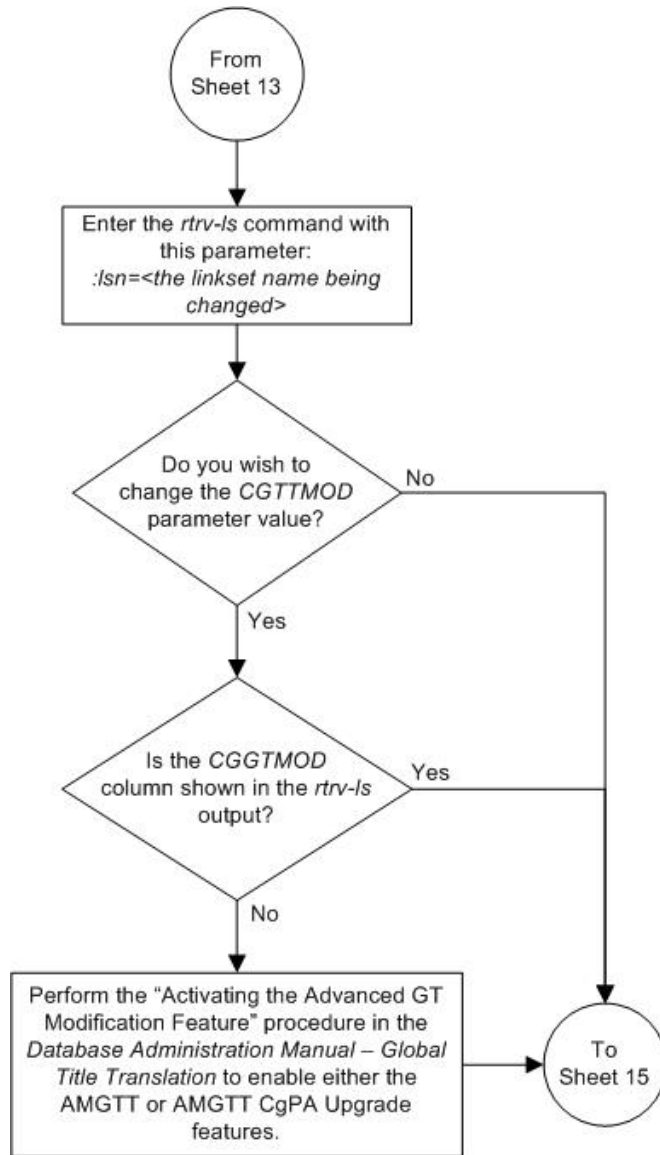 From
Sheet 13
Enter the rtrv-ls command with
this parameter:
:lsn=<the linkset name being
changed>
Do you wish to
change the CGTTMOD
parameter value?
No
Yes
Is the CGGTMOD
column shown in the rtrv-ls
output?
Yes
No
Perform the “Activating the Advanced GT
Modification Feature” procedure in the
Database Administration Manual – Global
Title Translation to enable either the
AMGTT or AMGTT CgPA Upgrade
features.
To
Sheet 15